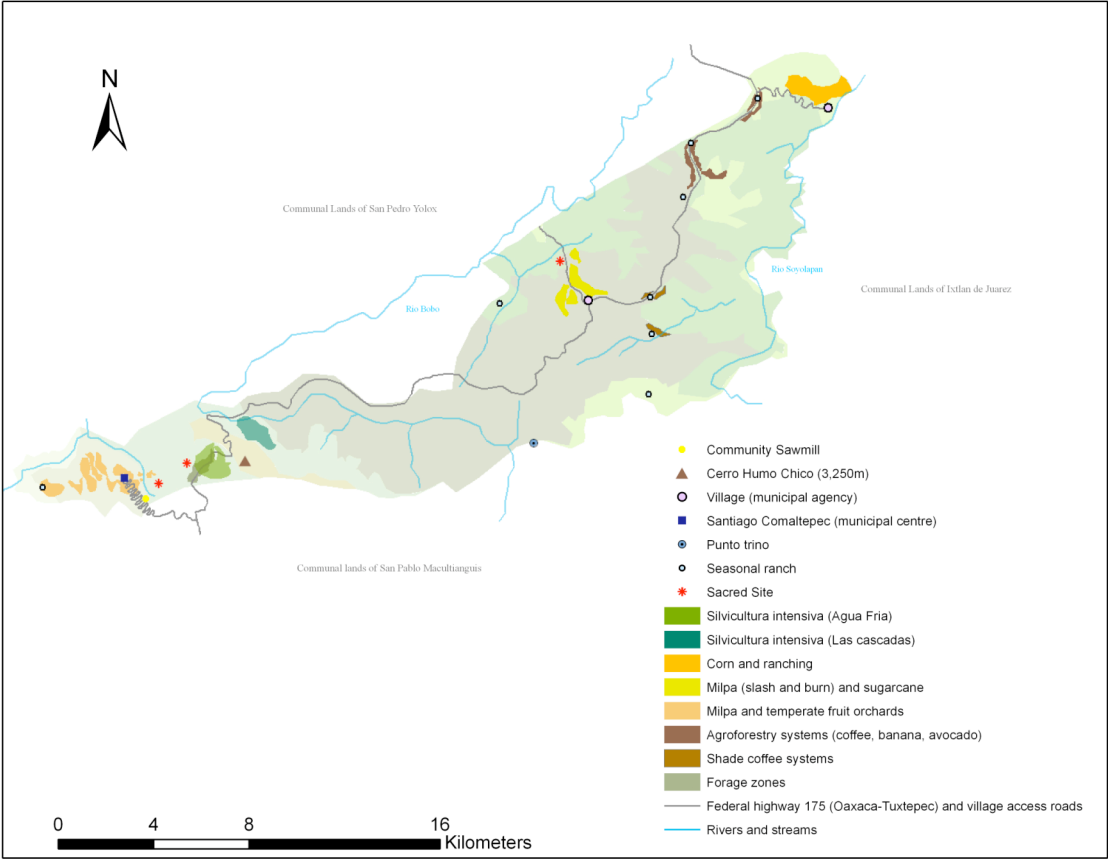 N
Communal Lands of San Pedro Yolox
Río Soyolapan
Communal Lands of Ixtlan de Juarez
Río Bobo
Community Sawmill
Cerro Humo Chico (3,250m)
Village (municipal agency)
Santiago Comaltepec (municipal centre)
Punto trino
Communal lands of San Pablo Macultianguis
Seasonal ranch
Sacred Site
Silvicultura intensiva (Agua Fria)
Silvicultura intensiva (Las cascadas)
Corn and ranching
Milpa (slash and burn) and sugarcane
Milpa and temperate fruit orchards
Agroforestry systems (coffee, banana, avocado)
Shade coffee systems
Forage zones
Federal highway 175 (Oaxaca-Tuxtepec) and village access roads
Rivers and streams
0 4 8 16
Kilometers